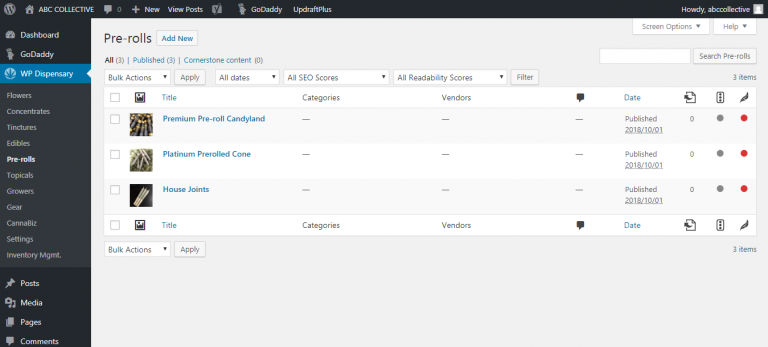 ABC COLLECTIVE 0 New View Posts GoDaddy UpdraftPlus Howdy, abccollective
Screen Options Help
Dashboard
GoDaddy
WP Dispensary
Flowers
Concentrates
Tinctures
Edibles
Pre-rolls
Topicals
Growers
Gear
CannaBiz
Settings
Inventory Mgmt.
Posts
Media
Pages
Comments
Pre-rolls Add New
All (3) | Published (3) | Cornerstone content (0)
Search Pre-rolls
Bulk Actions Apply All dates All SEO Scores All Readability Scores Filter 3 items
Title Categories Vendors Date
Premium Pre-roll Candyland — — — Published 0
2018/10/01
Platinum Prerolled Cone — — — Published 0
2018/10/01
House Joints — — — Published 0
2018/10/01
Title Categories Vendors Date
Bulk Actions Apply 3 items